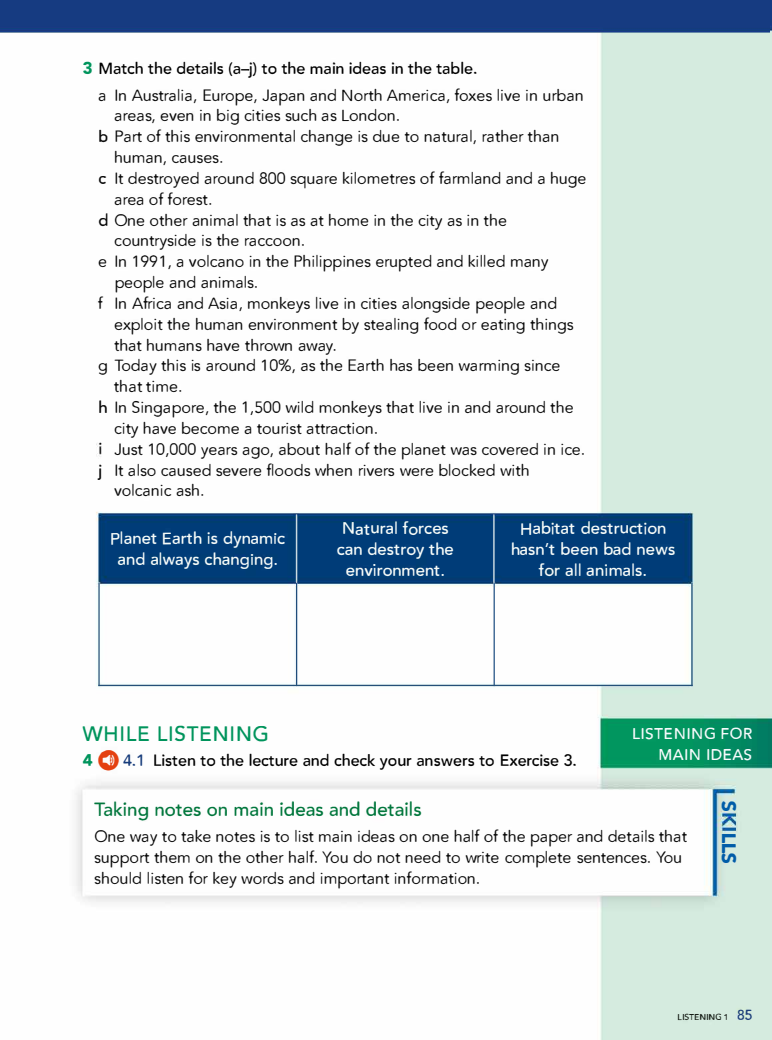 3 Match the details (a–j) to the main ideas in the table.
a In Australia, Europe, Japan and North America, foxes live in urban
areas, even in big cities such as London.
b Part of this environmental change is due to natural, rather than
human, causes.
c It destroyed around 800 square kilometres of farmland and a huge
area of forest.
d One other animal that is as at home in the city as in the
countryside is the raccoon.
e In 1991, a volcano in the Philippines erupted and killed many
people and animals.
f In Africa and Asia, monkeys live in cities alongside people and
exploit the human environment by stealing food or eating things
that humans have thrown away.
g Today this is around 10%, as the Earth has been warming since
that time.
h In Singapore, the 1,500 wild monkeys that live in and around the
city have become a tourist attraction.
i Just 10,000 years ago, about half of the planet was covered in ice.
j It also caused severe floods when rivers were blocked with
volcanic ash.
Planet Earth is dynamic
and always changing.
Natural forces
can destroy the
environment.
Habitat destruction
hasn't been bad news
for all animals.
WHILE LISTENING
LISTENING FOR
MAIN IDEAS
4 4.1 Listen to the lecture and check your answers to Exercise 3.
Taking notes on main ideas and details
One way to take notes is to list main ideas on one half of the paper and details that
support them on the other half. You do not need to write complete sentences. You
should listen for key words and important information.
SKILLS
LISTENING 1 85